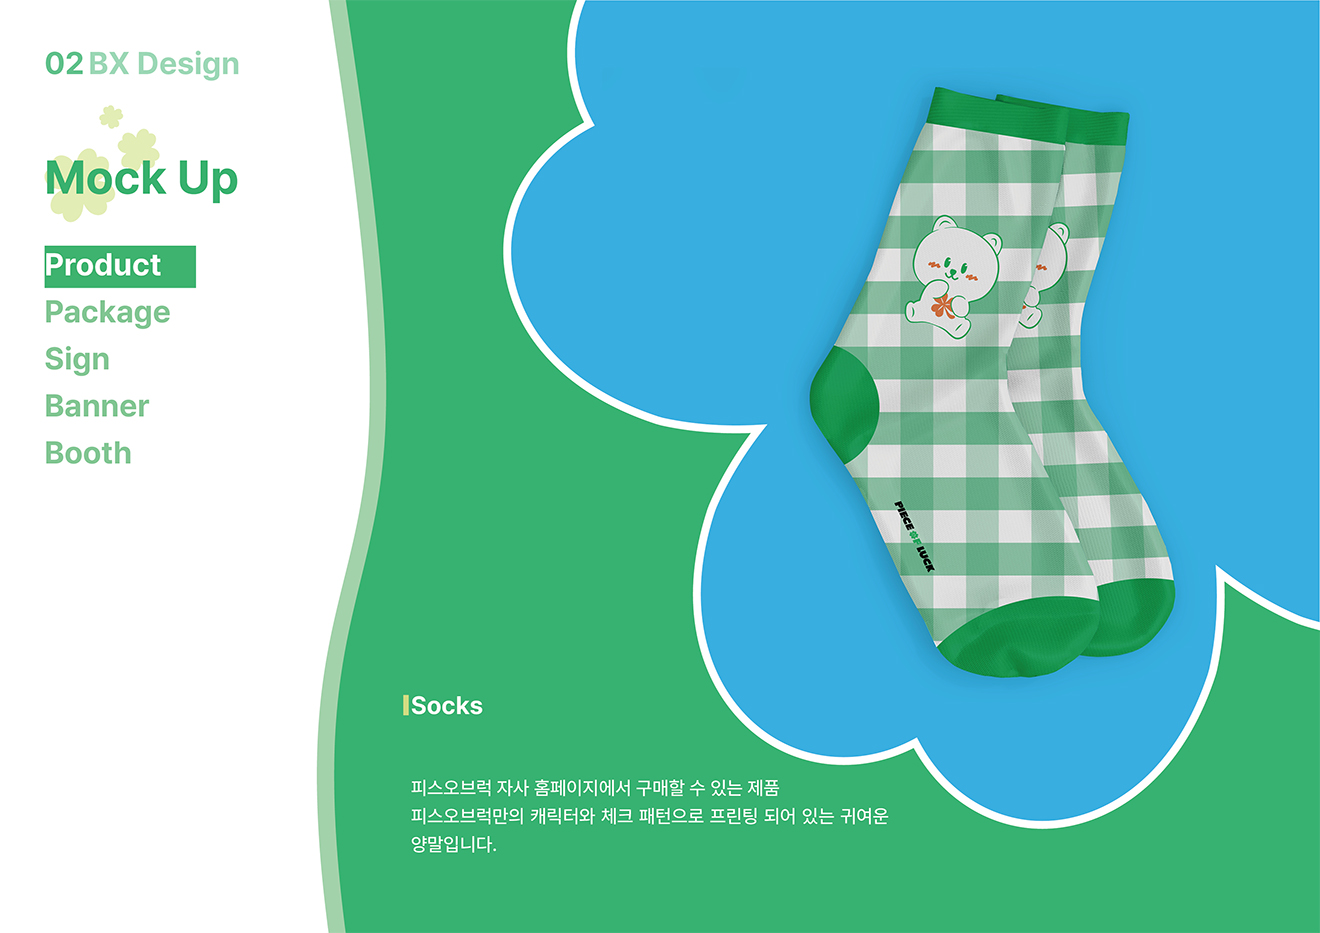 02 BX Design
Mock Up
Product
Package
Sign
Banner
Booth
PIECE OF LUCK
Socks
피스오브럭 자사 홈페이지에서 구매할 수 있는 제품
피스오브럭만의 캐릭터와 체크 패턴으로 프린팅 되어 있는 귀여운
양말입니다.